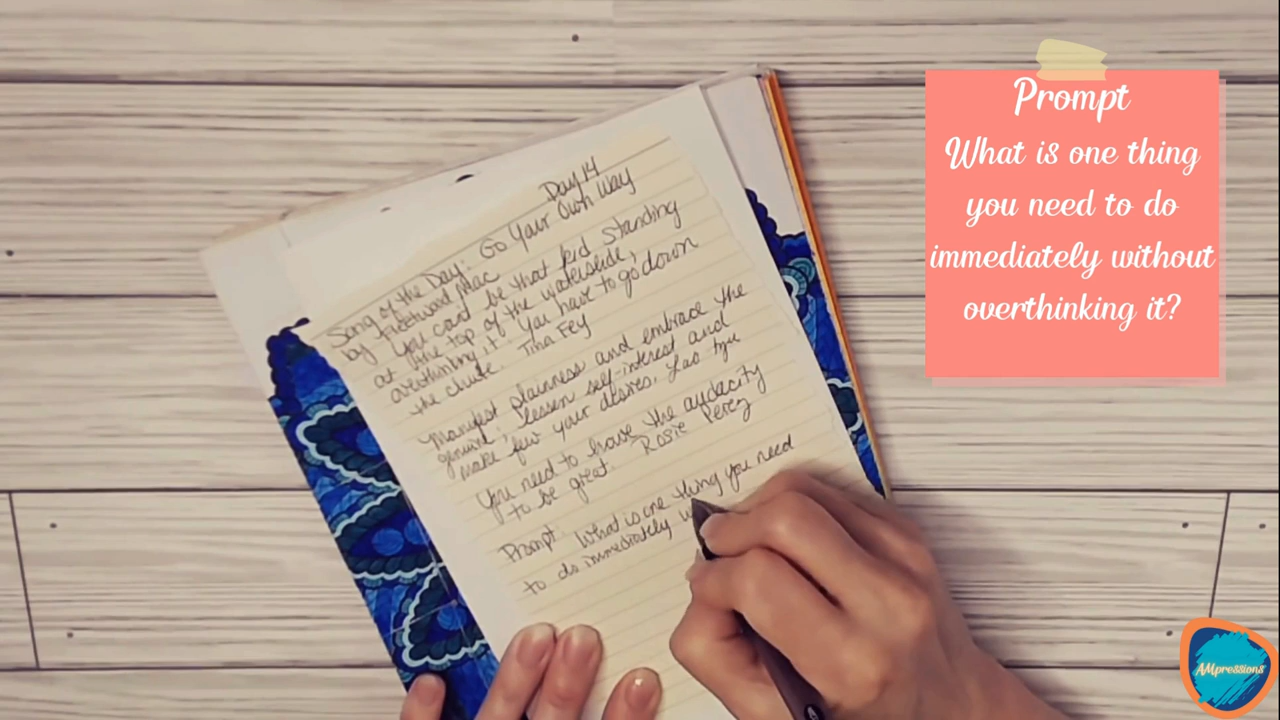 Day 14
Song of the Day: Go Your Own Way
by Fleetwood Mac
You can't be that kid standing
at the top of the waterslide,
overthinking it. You have to go down
the chute. Tina Fey
Manifest plainness and embrace the
genuine; lessen self-interest and
make few your desires. Lao Tzu
You need to have the audacity
to be great. Rosie Perez
Prompt. What is one thing you need
to do immediately w
Prompt
What is one thing
you need to do
immediately without
overthinking it?
AMpressions